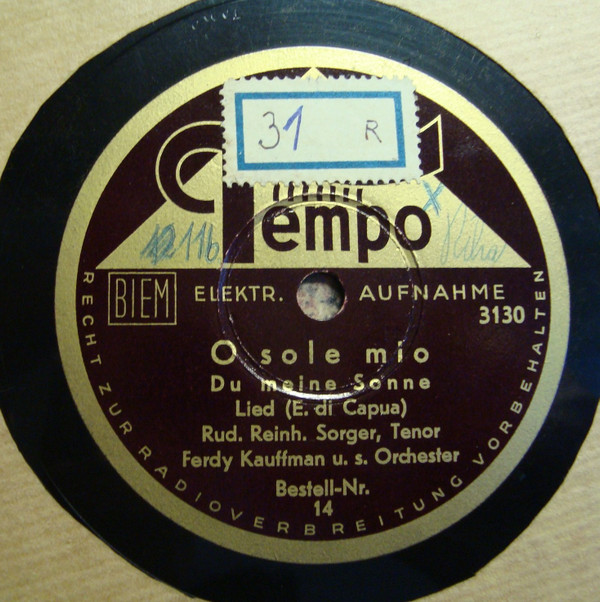 31 R
Tempo
1211b
BIEM ELEKTR. AUFNAHME
3130
O sole mio
Du meine Sonne
Lied (E. di Capua)
Rud. Reinh. Sorger, Tenor
Ferdy Kauffman u. s. Orchester
Bestell-Nr.
14
RECHT ZUR RADIOVERBREITUNG VORBEHALTEN